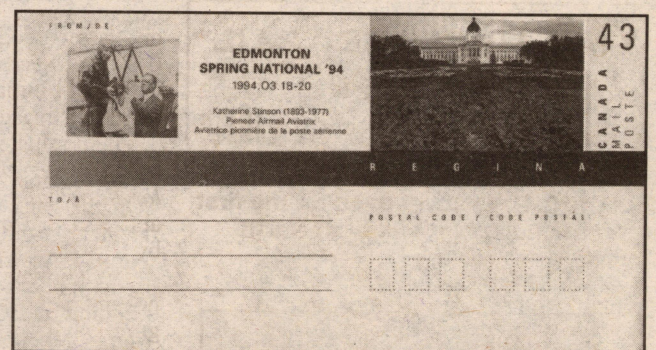 FROM/DE
EDMONTON
SPRING NATIONAL '94
1994.03.18-20
Katherine Stinson (1893-1977)
Pioneer Airmail Aviatrix
Aviatrice pionnière de la poste aérienne
43
CANADA
MAIL
POSTE
REGINA
TO/À
POSTAL CODE / CODE POSTAL